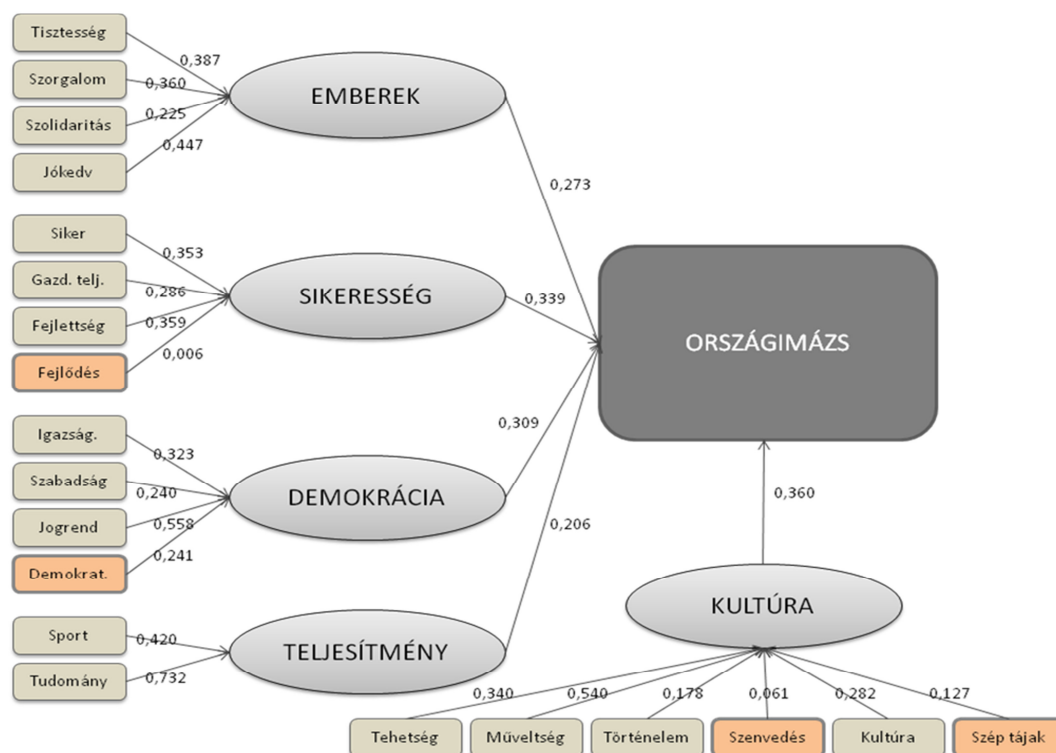 Tisztesség
0,387
Szorgalom
0,360
Szolidaritás
0,225
Jókedv
0,447
EMBEREK
0,273
Siker
0,353
Gazd. telj.
0,286
Fejlettség
0,359
Fejlődés
0,006
SIKERESSÉG
0,339
ORSZÁGIMÁZS
Igazság.
0,323
Szabadság
0,240
Jogrend
0,558
Demokrat.
0,241
DEMOKRÁCIA
0,309
Sport
0,420
Tudomány
0,732
TELJESÍTMÉNY
0,206
0,360
KULTÚRA
0,340
0,540
0,178
0,061
0,282
0,127
Tehetség
Műveltség
Történelem
Szenvedés
Kultúra
Szép tájak